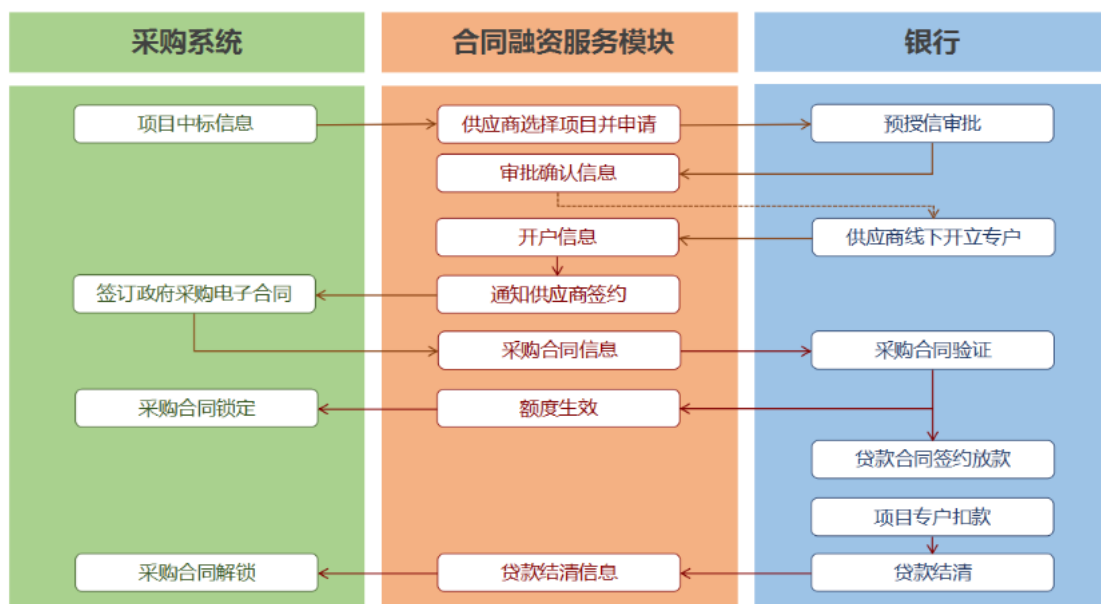 采购系统
合同融资服务模块
银行
项目中标信息
供应商选择项目并申请
预授信审批
审批确认信息
开户信息
供应商线下开立专户
签订政府采购电子合同
通知供应商签约
采购合同信息
采购合同验证
采购合同锁定
额度生效
贷款合同签约放款
项目专户扣款
采购合同解锁
贷款结清信息
贷款结清